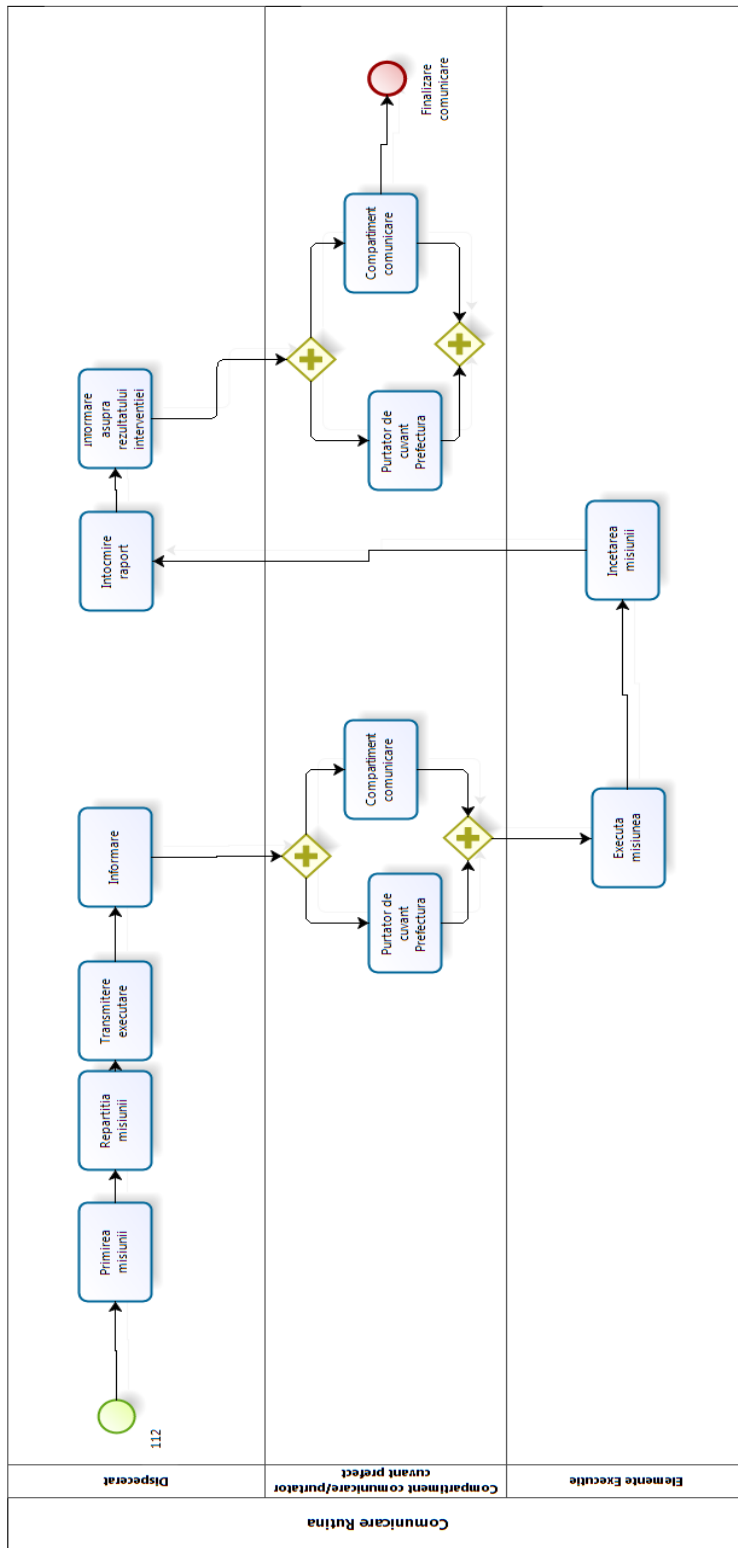 Comunicare Rutina
Dispecerat
112
Primirea
misiunii
Repartitia
misiunii
Transmitere
executare
Informare
Intocmire
raport
Informare
asupra
rezultatului
interventiei
Compartiment comunicare/purtator
cuvant prefect
Purtator de
cuvant
Prefectura
Compartiment
comunicare
Purtator de
cuvant
Prefectura
Compartiment
comunicare
Finalizare
comunicare
Elemente Executie
Executa
misiunea
Incetarea
misiunii